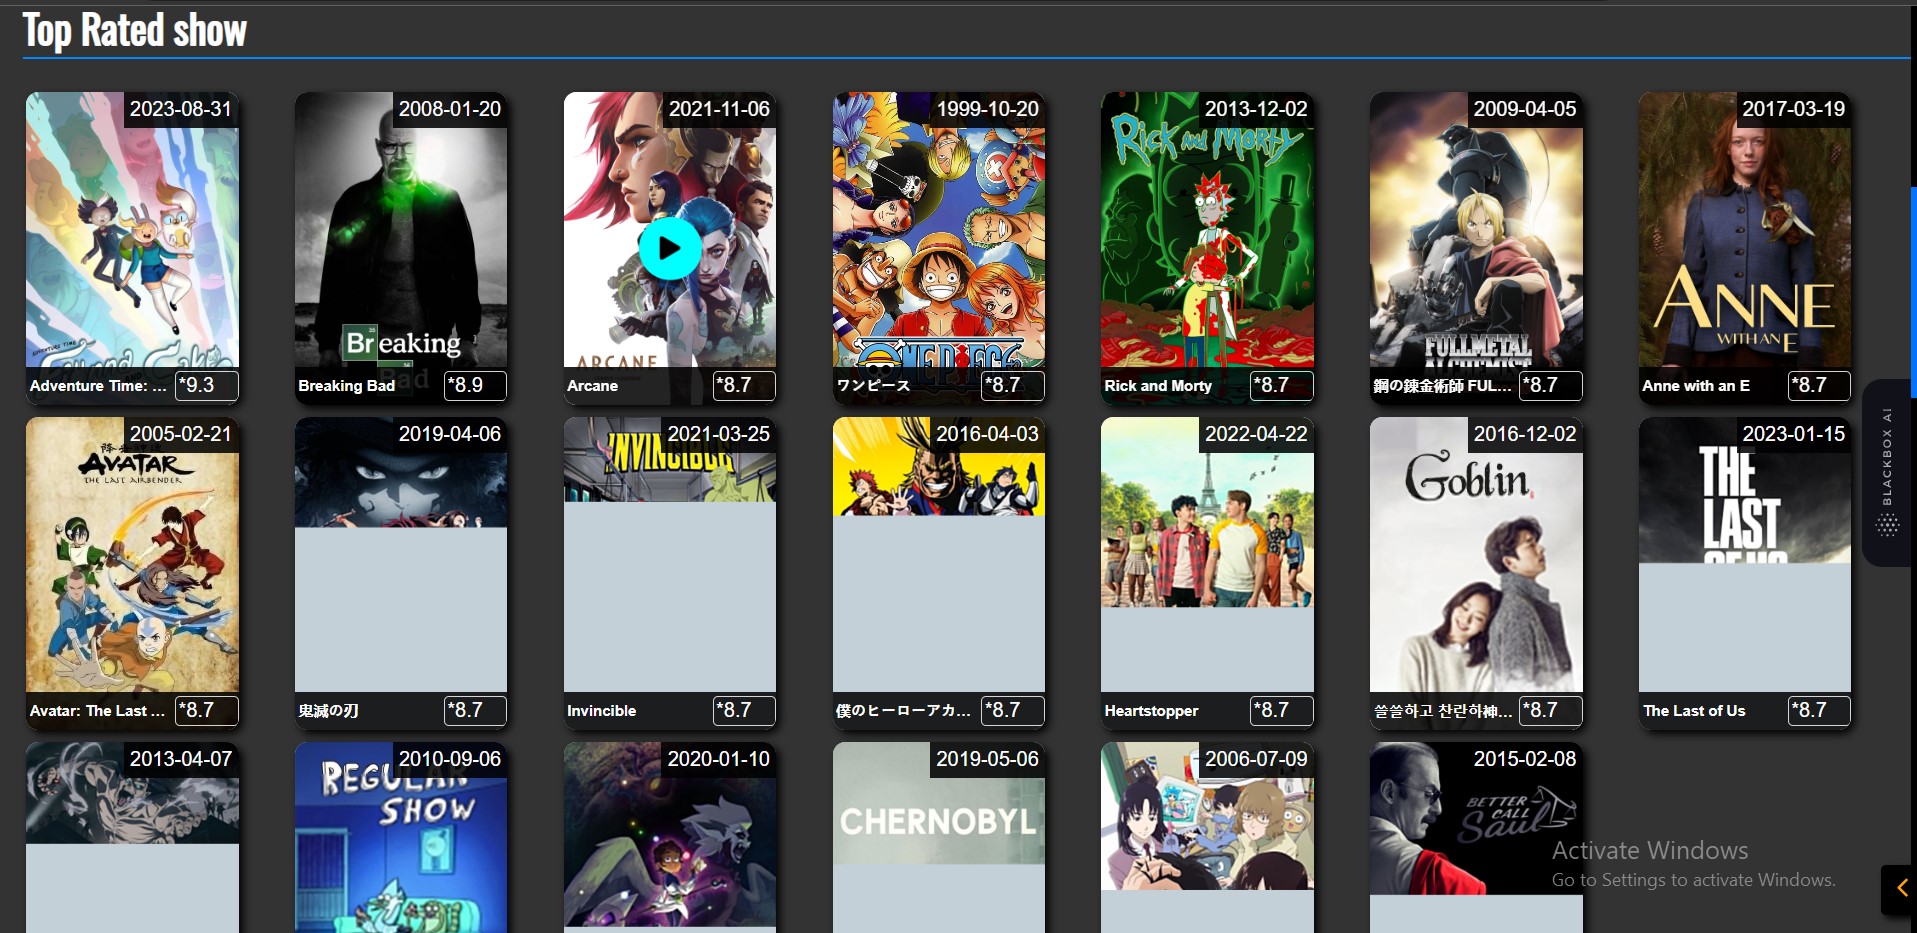 Top Rated show
2023-08-31
ADVENTURE TIME
Adventure Time: ...
*9.3
2008-01-20
Breaking
Bad
Breaking Bad
*8.9
2021-11-06
ARCANE
Arcane
*8.7
1999-10-20
ONE PIECE
ワンピース
*8.7
2013-12-02
RICK AND MORTY
Rick and Morty
*8.7
2009-04-05
FULLMETAL
ALCHEMIST
鋼の錬金術師 FUL...
*8.7
2017-03-19
ANNE
WITH AN E
Anne with an E
*8.7
2005-02-21
AVATAR
THE LAST AIRBENDER
Avatar: The Last ...
*8.7
2019-04-06
鬼滅の刃
*8.7
2021-03-25
INVINCIBLE
Invincible
*8.7
2016-04-03
僕のヒーローアカ...
*8.7
2022-04-22
Heartstopper
*8.7
2016-12-02
Goblin
쓸쓸하고 찬란하神...
*8.7
2023-01-15
THE
LAST
OF US
The Last of Us
*8.7
BLACKBOX AI
2013-04-07
2010-09-06
REGULAR
SHOW
2020-01-10
2019-05-06
CHERNOBYL
2006-07-09
2015-02-08
BETTER
CALL
Saul
Activate Windows
Go to Settings to activate Windows.